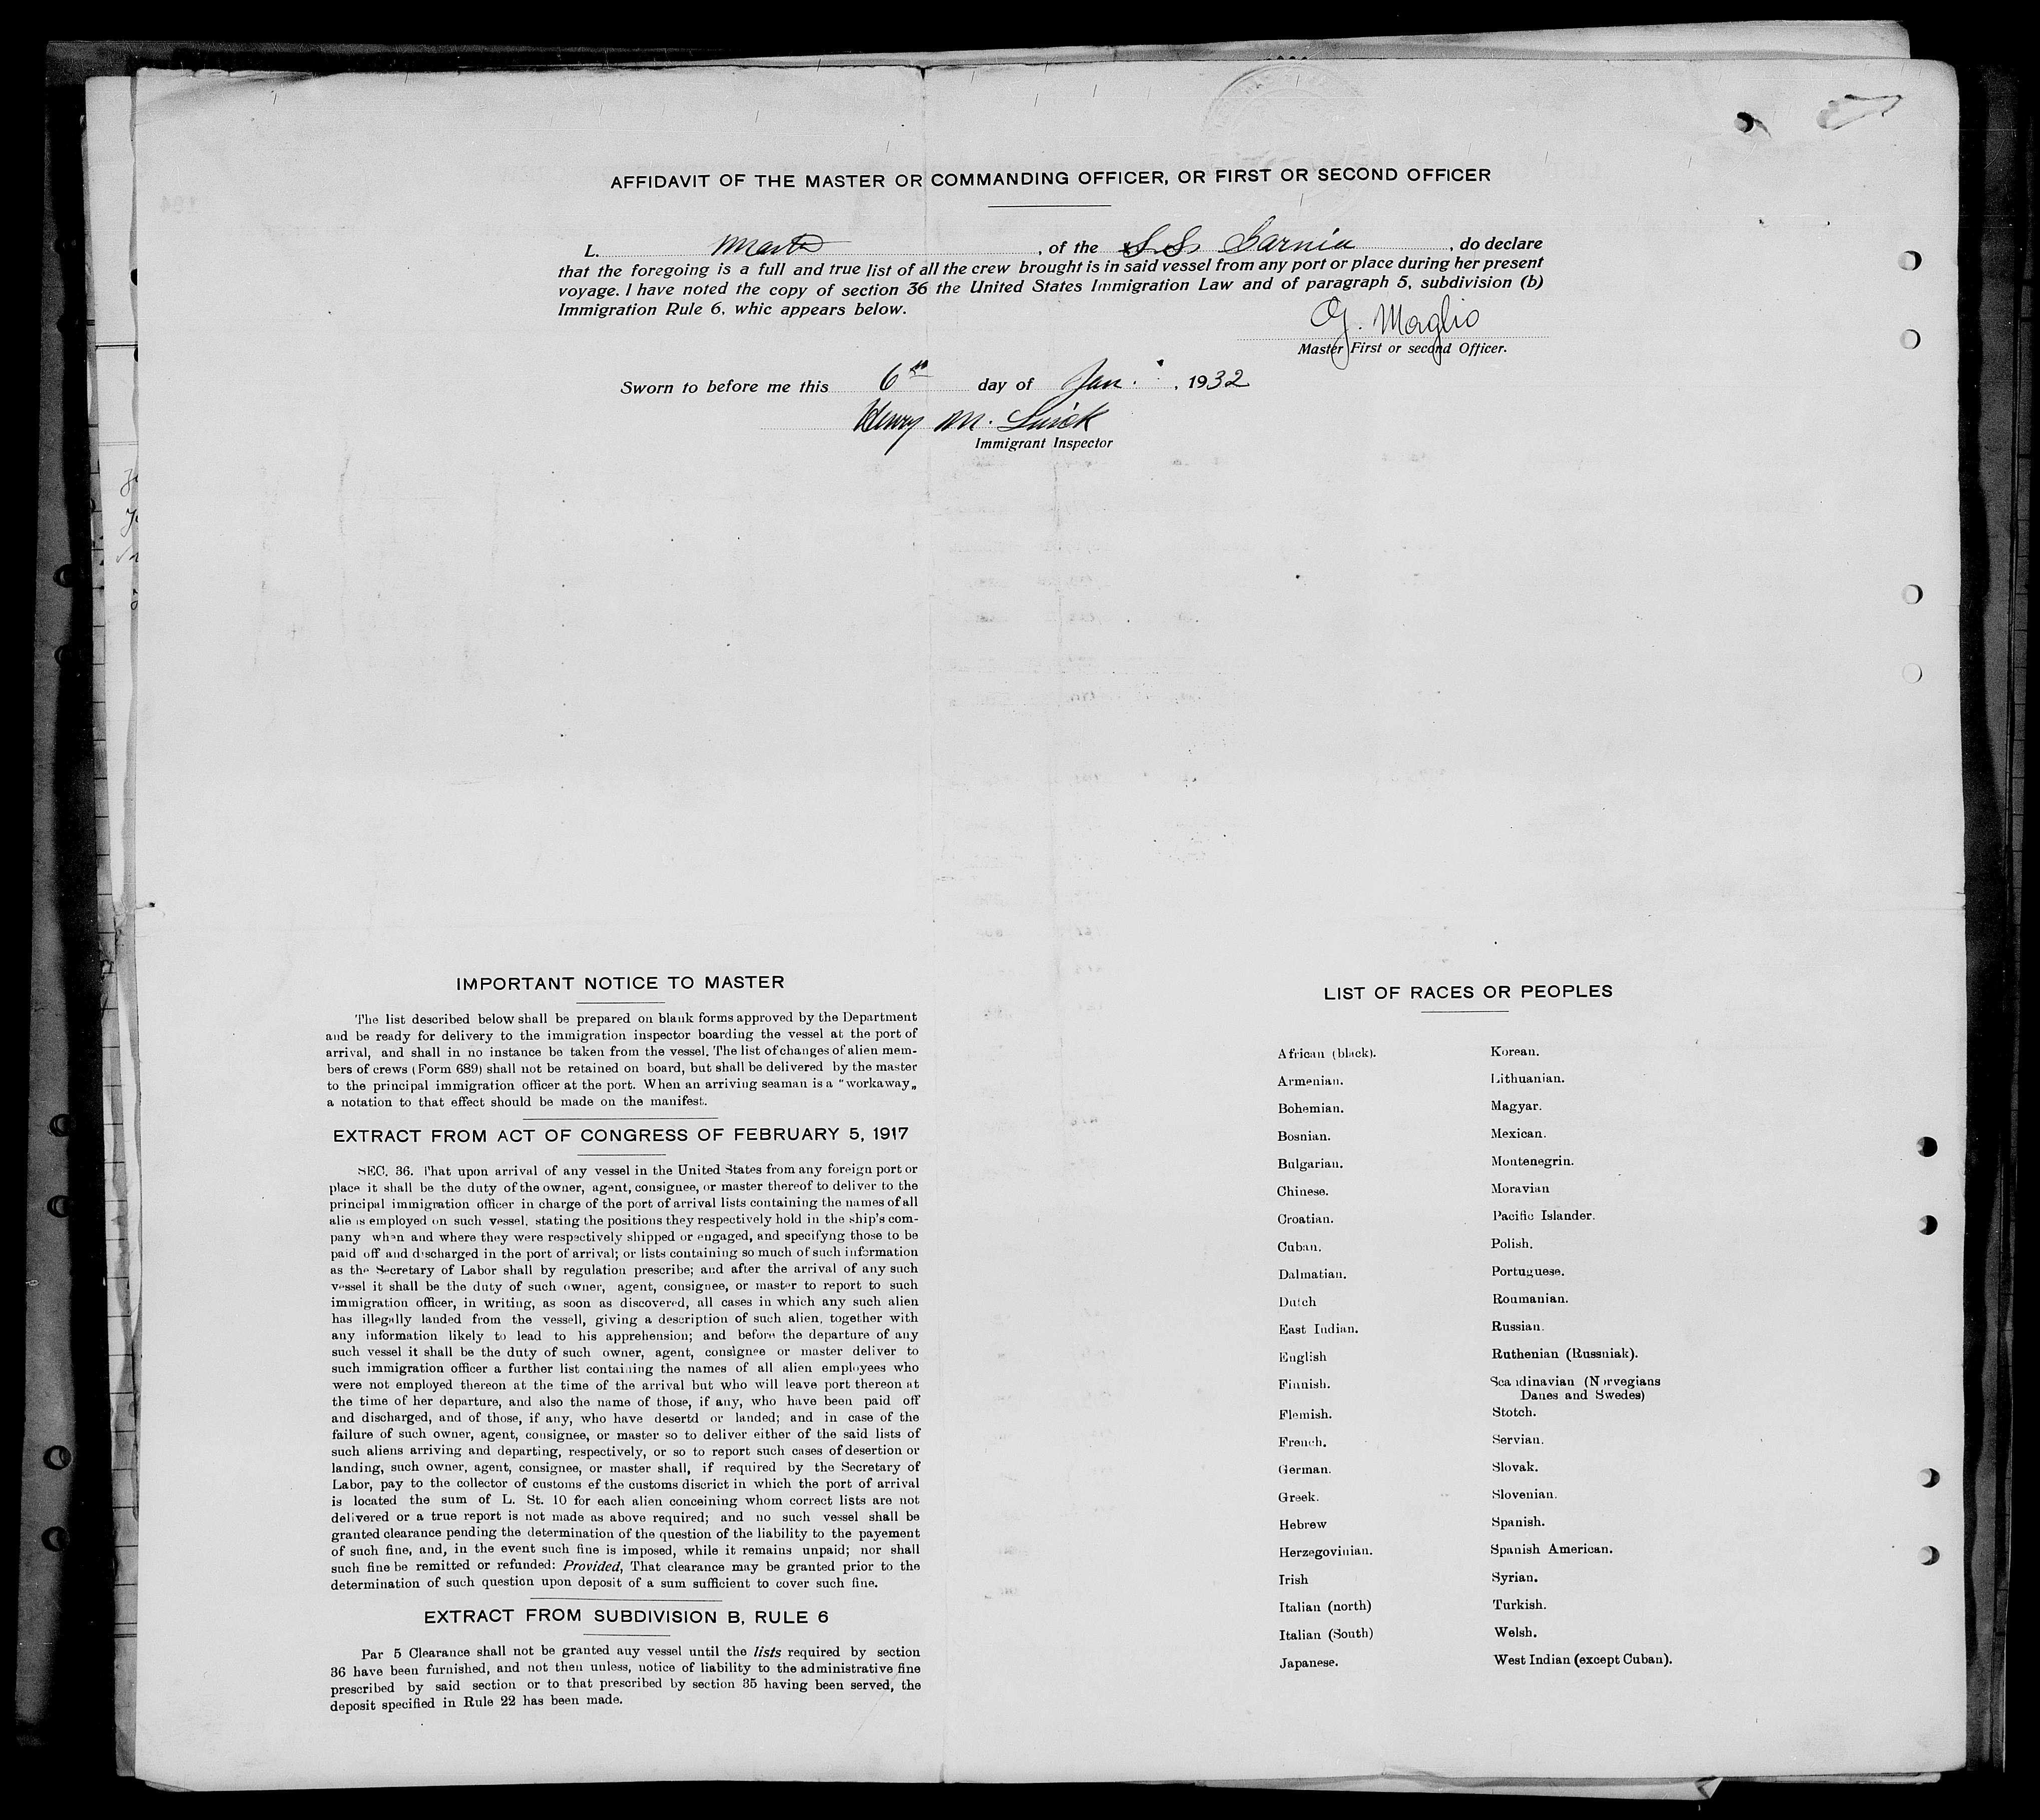 AFFIDAVIT OF THE MASTER OR COMMANDING OFFICER, OR FIRST OR SECOND OFFICER
L. , of the SS , do declare
that the foregoing is a full and true list of all the crew brought is in said vessel from any port or place during her present
voyage. I have noted the copy of section 36 the United States Immigration Law and of paragraph 5, subdivision (b)
Immigration Rule 6, whic appears below.
G. Maglio
Master First or second Officer.
Sworn to before me this 6th day of Jan. , 1932
Henry M.
Immigrant Inspector
IMPORTANT NOTICE TO MASTER
The list described below shall be prepared on blank forms approved by the Department
and be ready for delivery to the immigration inspector boarding the vessel at the port of
arrival, and shall in no instance be taken from the vessel. The list of changes of alien mem-
bers of crews (Form 689) shall not be retained on board, but shall be delivered by the master
to the principal immigration officer at the port. When an arriving seaman is a "workaway„
a notation to that effect should be made on the manifest.
EXTRACT FROM ACT OF CONGRESS OF FEBRUARY 5, 1917
SEC. 36. That upon arrival of any vessel in the United States from any foreign port or
place it shall be the duty of the owner, agent, consignee, or master thereof to deliver to the
principal immigration officer in charge of the port of arrival lists containing the names of all
aliens employed on such vessel, stating the positions they respectively hold in the ship's com-
pany when and where they were respectively shipped or engaged, and specifyng those to be
paid off and discharged in the port of arrival; or lists containing so much of such information
as the Secretary of Labor shall by regulation prescribe; and after the arrival of any such
vessel it shall be the duty of such owner, agent, consignee, or master to report to such
immigration officer, in writing, as soon as discovered, all cases in which any such alien
has illegally landed from the vessell, giving a description of such alien, together with
any information likely to lead to his apprehension; and before the departure of any
such vessel it shall be the duty of such owner, agent, consignee or master deliver to
such immigration officer a further list containing the names of all alien employees who
were not employed thereon at the time of the arrival but who will leave port thereon at
the time of her departure, and also the name of those, if any, who have been paid off
and discharged, and of those, if any, who have desertd or landed; and in case of the
failure of such owner, agent, consignee, or master so to deliver either of the said lists of
such aliens arriving and departing, respectively, or so to report such cases of desertion or
landing, such owner, agent, consignee, or master shall, if required by the Secretary of
Labor, pay to the collector of customs ef the customs discrict in which the port of arrival
is located the sum of L. St. 10 for each alien conceining whom correct lists are not
delivered or a true report is not made as above required; and no such vessel shall be
granted clearance pending the determination of the question of the liability to the payement
of such fine, and, in the event such fine is imposed, while it remains unpaid; nor shall
such fine be remitted or refunded: Provided, That clearance may be granted prior to the
determination of such question upon deposit of a sum sufficient to cover such fine.
EXTRACT FROM SUBDIVISION B, RULE 6
Par 5 Clearance shall not be granted any vessel until the lists required by section
36 have been furnished, and not then unless, notice of liability to the administrative fine
prescribed by said section or to that prescribed by section 35 having been served, the
deposit specified in Rule 22 has been made.
LIST OF RACES OR PEOPLES
African (black).
Armenian.
Bohemian.
Bosnian.
Bulgarian.
Chinese.
Croatian.
Cuban.
Dalmatian.
Dutch
East Indian.
English
Finnish.
Flemish.
French.
German.
Greek.
Hebrew
Herzegovinian.
Irish
Italian (north)
Italian (South)
Japanese.
Korean.
Lithuanian.
Magyar.
Mexican.
Montenegrin.
Moravian
Pacific Islander.
Polish.
Portuguese.
Roumanian.
Russian.
Ruthenian (Russniak).
Scandinavian (Norvegians
Danes and Swedes)
Stotch.
Servian.
Slovak.
Slovenian.
Spanish.
Spanish American.
Syrian.
Turkish.
Welsh.
West Indian (except Cuban).